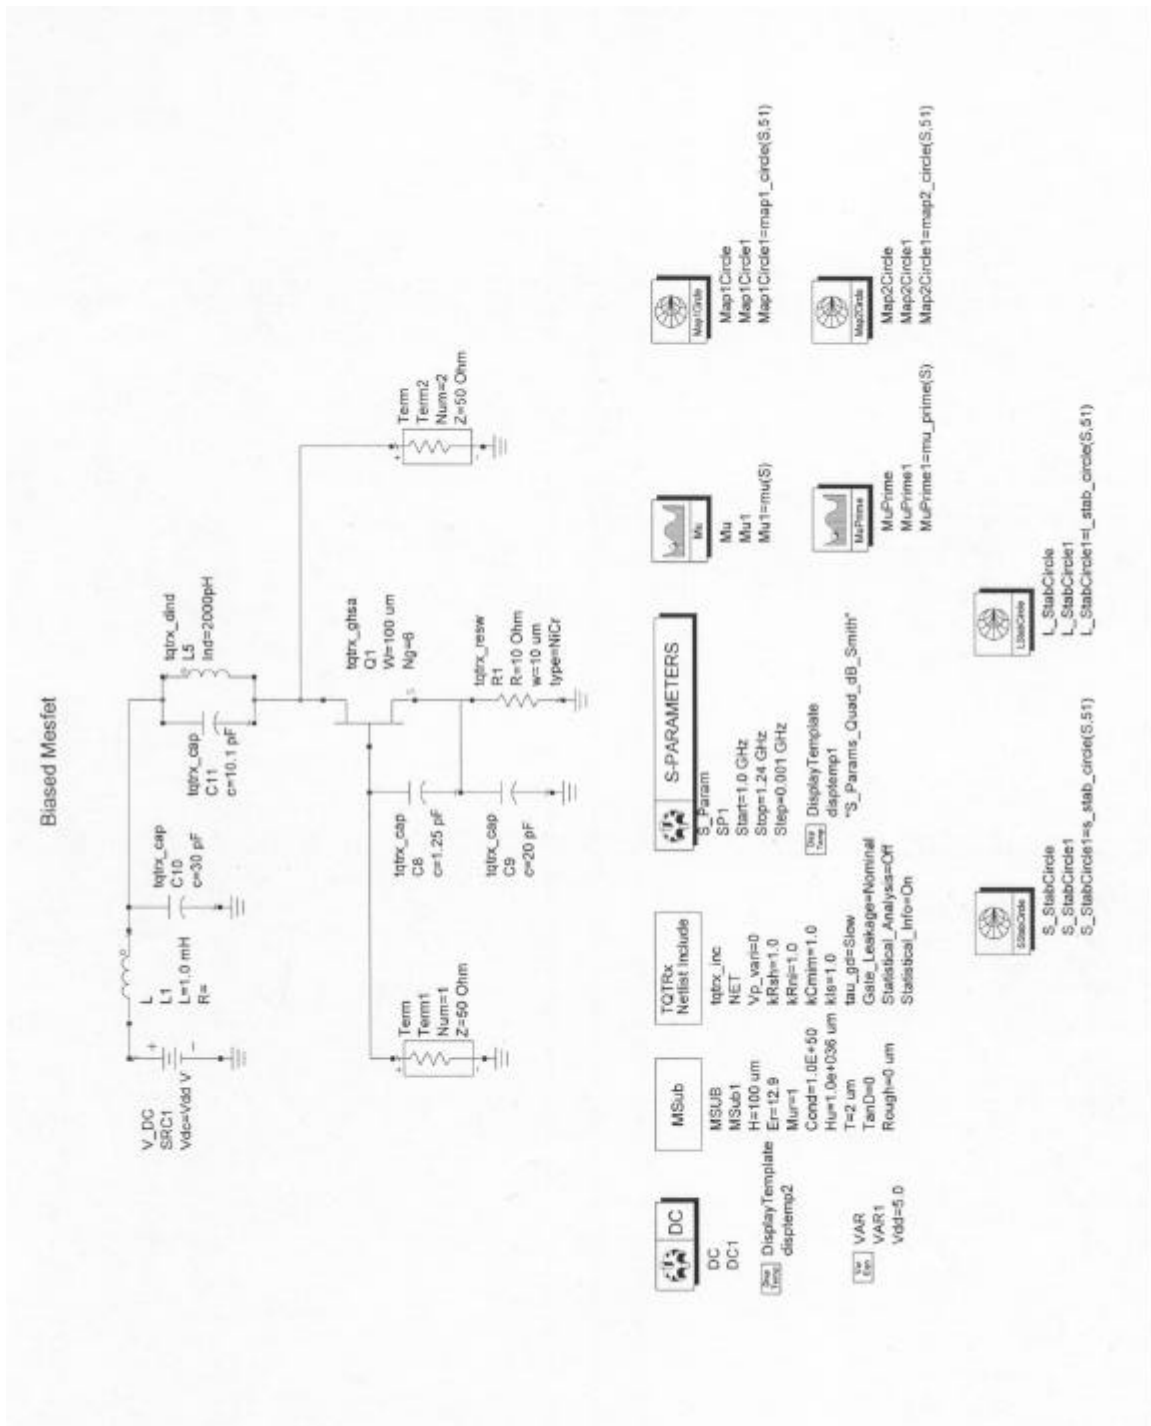 Biased Mesfet
V_DC
SRC1
Vdc=Vdd V
+
-
L
L1
L=1.0 mH
R=
tqtrx_cap
C10
c=30 pF
tqtrx_cap
C11
c=10.1 pF
tqtrx_dind
L5
Ind=2000pH
tqtrx_ghsa
Q1
W=100 um
Ng=6
tqtrx_resw
R1
R=10 Ohm
w=10 um
type=NiCr
tqtrx_cap
C8
c=1.25 pF
tqtrx_cap
C9
c=20 pF
+
-
Term
Term1
Num=1
Z=50 Ohm
+
-
Term
Term2
Num=2
Z=50 Ohm
DC
DC
DC1
Disp
Temp
DisplayTemplate
disptemp2
Var
Eqn
VAR
VAR1
Vdd=5.0
MSub
MSUB
MSub1
H=100 um
Er=12.9
Mur=1
Cond=1.0E+50
Hu=1.0e+036 um
T=2 um
TanD=0
Rough=0 um
TQTRx
Netlist Include
tqtrx_inc
NET
Vp_vari=0
kRsh=1.0
kRni=1.0
kCmim=1.0
kIs=1.0
tau_gd=Slow
Gate_Leakage=Nominal
Statistical_Analysis=Off
Statistical_Info=On
S-PARAMETERS
S_Param
SP1
Start=1.0 GHz
Stop=1.24 GHz
Step=0.001 GHz
Disp
Temp
DisplayTemplate
disptemp1
"S_Params_Quad_dB_Smith"
Mu
Mu
Mu1
Mu1=mu(S)
MuPrime
MuPrime
MuPrime1
MuPrime1=mu_prime(S)
Map1Circle
Map1Circle
Map1Circle1
Map1Circle1=map1_circle(S,51)
Map2Circle
Map2Circle
Map2Circle1
Map2Circle1=map2_circle(S,51)
SStabCircle
S_StabCircle
S_StabCircle1
S_StabCircle1=s_stab_circle(S,51)
LStabCircle
L_StabCircle
L_StabCircle1
L_StabCircle1=l_stab_circle(S,51)